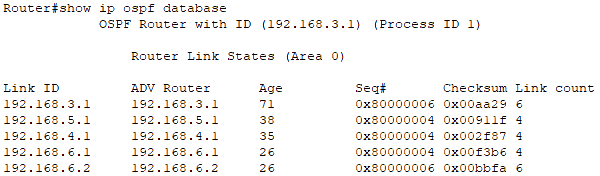 Router#show ip ospf database
OSPF Router with ID (192.168.3.1) (Process ID 1)
Router Link States (Area 0)
Link ID ADV Router Age Seq# Checksum Link count
192.168.3.1 192.168.3.1 71 0x80000006 0x00aa29 6
192.168.5.1 192.168.5.1 38 0x80000004 0x00911f 4
192.168.4.1 192.168.4.1 35 0x80000004 0x002f87 4
192.168.6.1 192.168.6.1 26 0x80000004 0x00f3b6 4
192.168.6.2 192.168.6.2 26 0x80000006 0x00bbfa 6